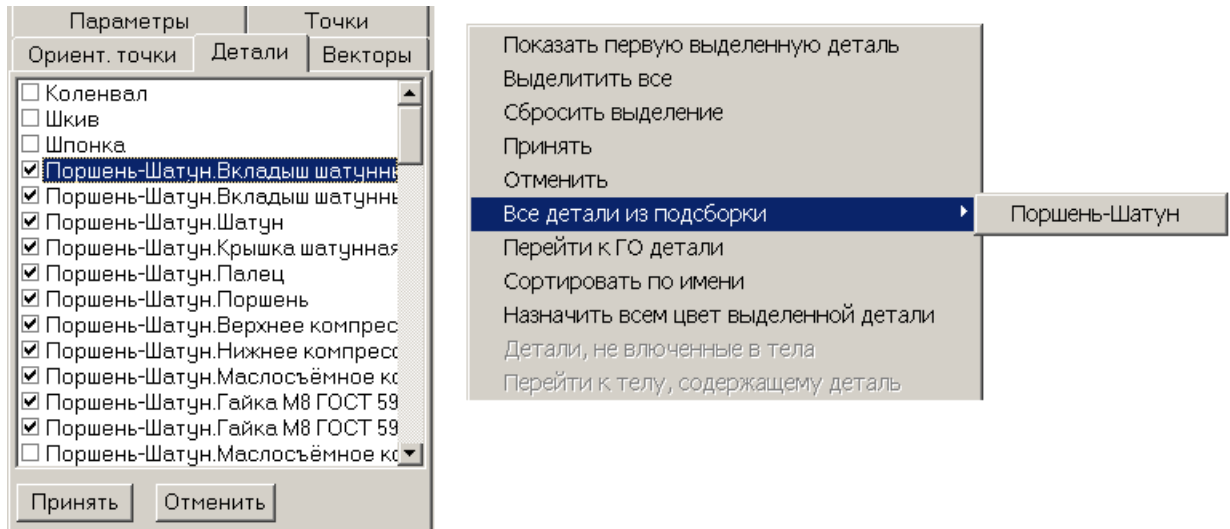 Параметры
Точки
Ориент. точки
Детали
Векторы
Коленвал
Шкив
Шпонка
Поршень-Шатун.Вкладыш шатунн
Поршень-Шатун.Вкладыш шатуннь
Поршень-Шатун.Шатун
Поршень-Шатун.Крышка шатунная
Поршень-Шатун.Палец
Поршень-Шатун.Поршень
Поршень-Шатун.Верхнее компрес
Поршень-Шатун.Нижнее компресс
Поршень-Шатун.Маслосъёмное ко
Поршень-Шатун.Гайка М8 ГОСТ 59
Поршень-Шатун.Гайка М8 ГОСТ 59
Поршень-Шатун.Маслосъёмное ко
Принять
Отменить
Показать первую выделенную деталь
Выделитить все
Сбросить выделение
Принять
Отменить
Все детали из подсборки
Поршень-Шатун
Перейти к ГО детали
Сортировать по имени
Назначить всем цвет выделенной детали
Детали, не влюченные в тела
Перейти к телу, содержащему деталь